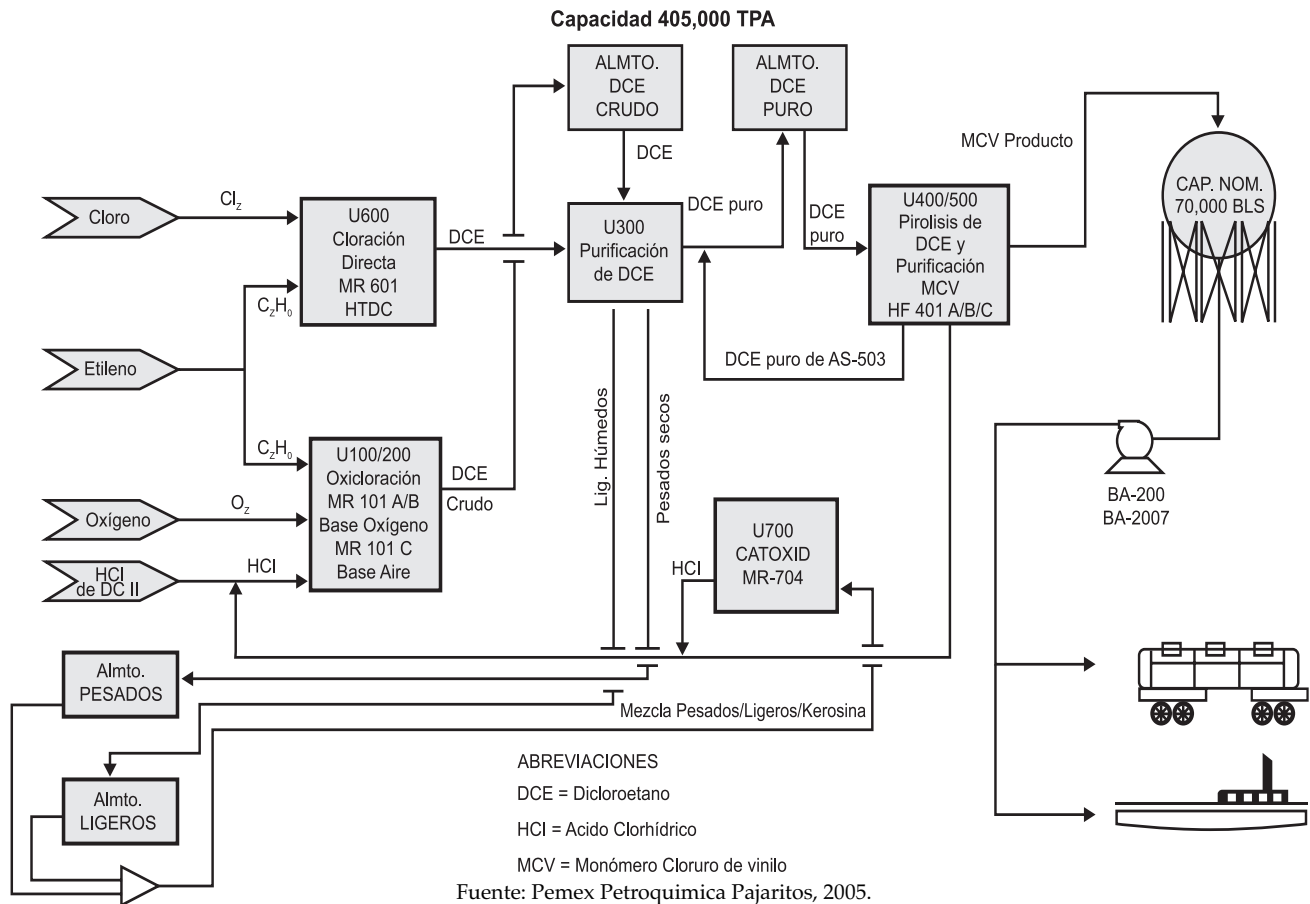 Capacidad 405,000 TPA
ALMTO.
DCE
CRUDO
ALMTO.
DCE
PURO
MCV Producto
DCE
DCE puro
DCE
puro
Cloro
Cl₂
U600
Cloración
Directa
MR 601
HTDC
DCE
U300
Purificación
de DCE
U400/500
Pirolisis de
DCE y
Purificación
MCV
HF 401 A/B/C
CAP. NOM.
70,000 BLS
C₂H₀
Etileno
DCE puro de AS-503
C₂H₀
U100/200
Oxicloración
MR 101 A/B
Base Oxígeno
MR 101 C
Base Aire
DCE
Crudo
Lig. Húmedos
Pesados secos
Oxígeno
O₂
HCl
de DC II
HCl
U700
CATOXID
MR-704
HCl
BA-200
BA-2007
Almto.
PESADOS
Mezcla Pesados/Ligeros/Kerosina
Almto.
LIGEROS
ABREVIACIONES
DCE = Dicloroetano
HCl = Acido Clorhídrico
MCV = Monómero Cloruro de vinilo
Fuente: Pemex Petroquimica Pajaritos, 2005.